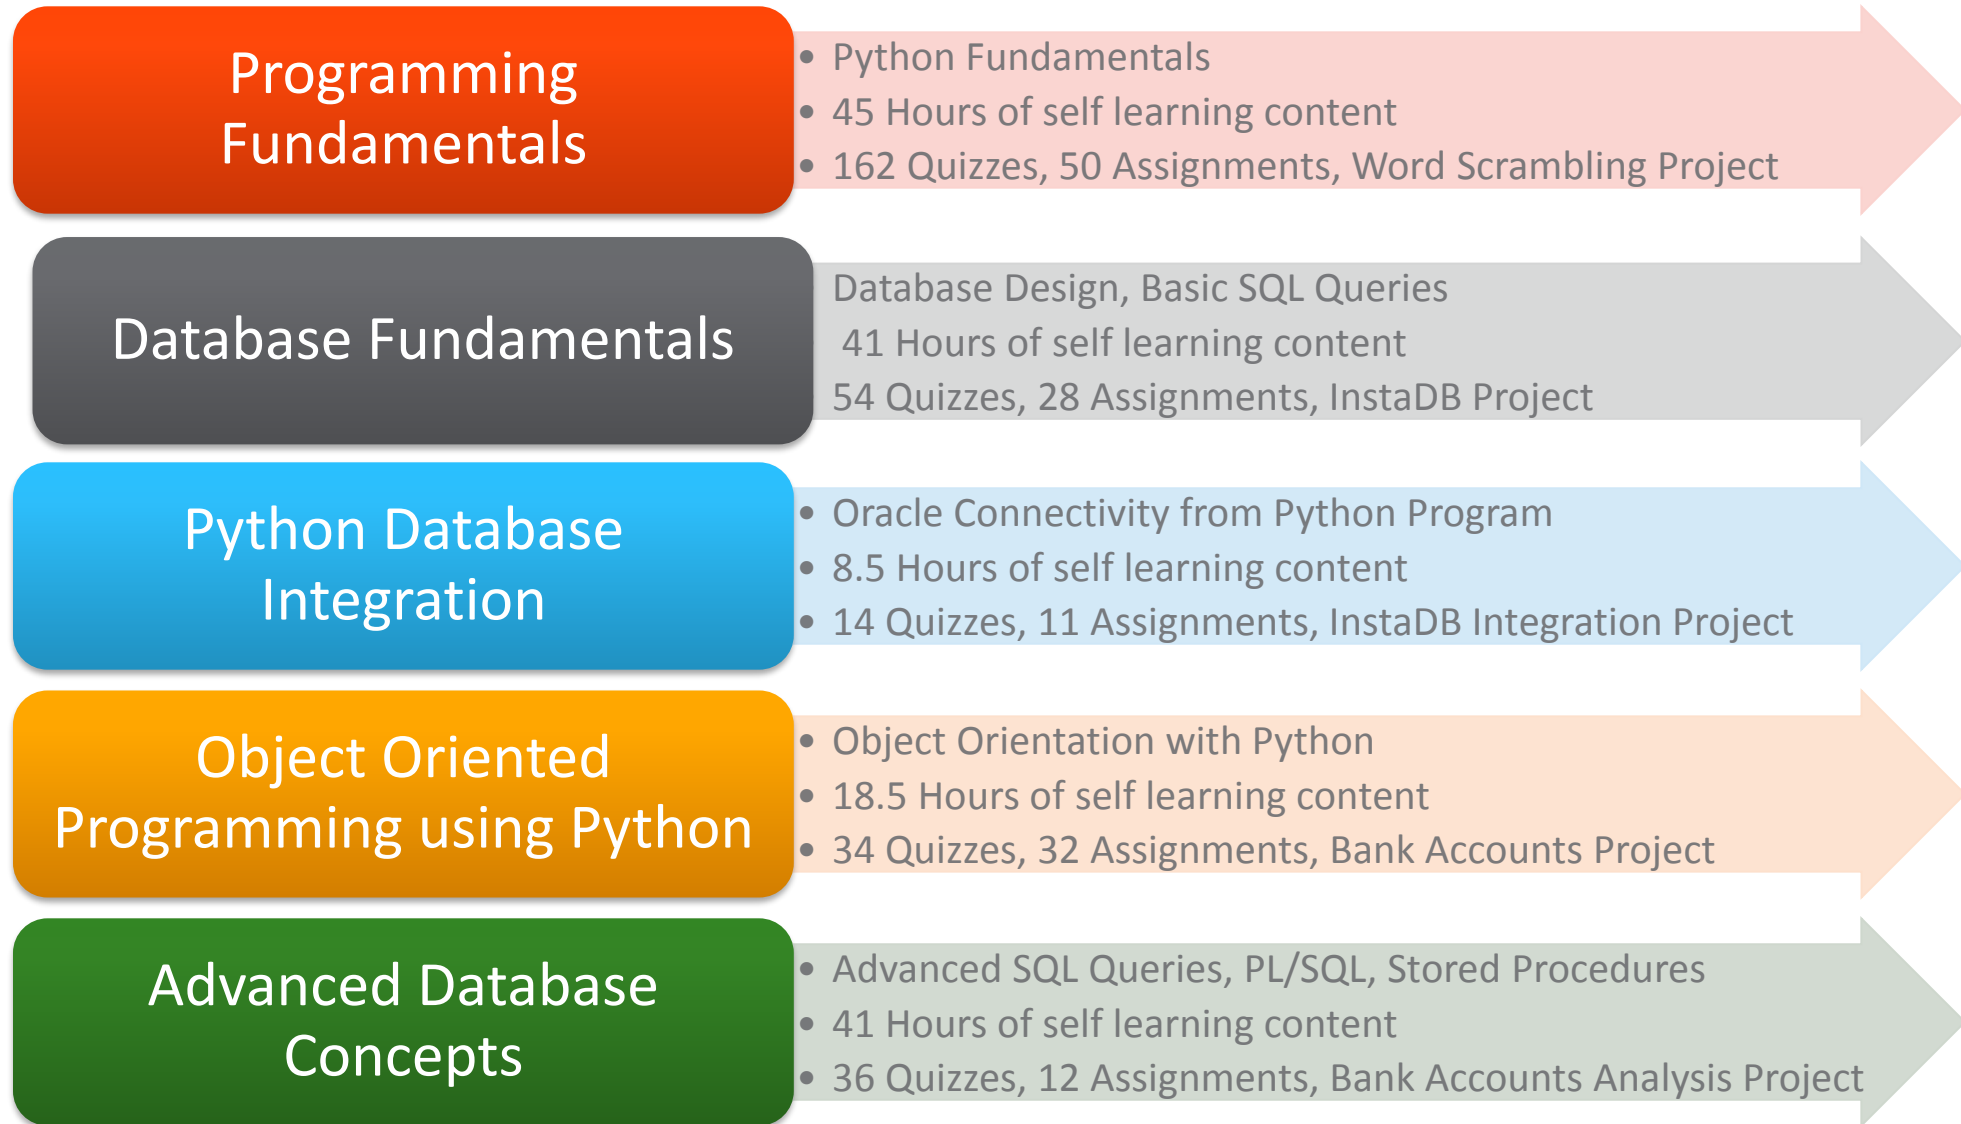 Programming
Fundamentals
• Python Fundamentals
• 45 Hours of self learning content
• 162 Quizzes, 50 Assignments, Word Scrambling Project
Database Fundamentals
Database Design, Basic SQL Queries
41 Hours of self learning content
54 Quizzes, 28 Assignments, InstaDB Project
Python Database
Integration
• Oracle Connectivity from Python Program
• 8.5 Hours of self learning content
• 14 Quizzes, 11 Assignments, InstaDB Integration Project
Object Oriented
Programming using Python
• Object Orientation with Python
• 18.5 Hours of self learning content
• 34 Quizzes, 32 Assignments, Bank Accounts Project
Advanced Database
Concepts
• Advanced SQL Queries, PL/SQL, Stored Procedures
• 41 Hours of self learning content
• 36 Quizzes, 12 Assignments, Bank Accounts Analysis Project